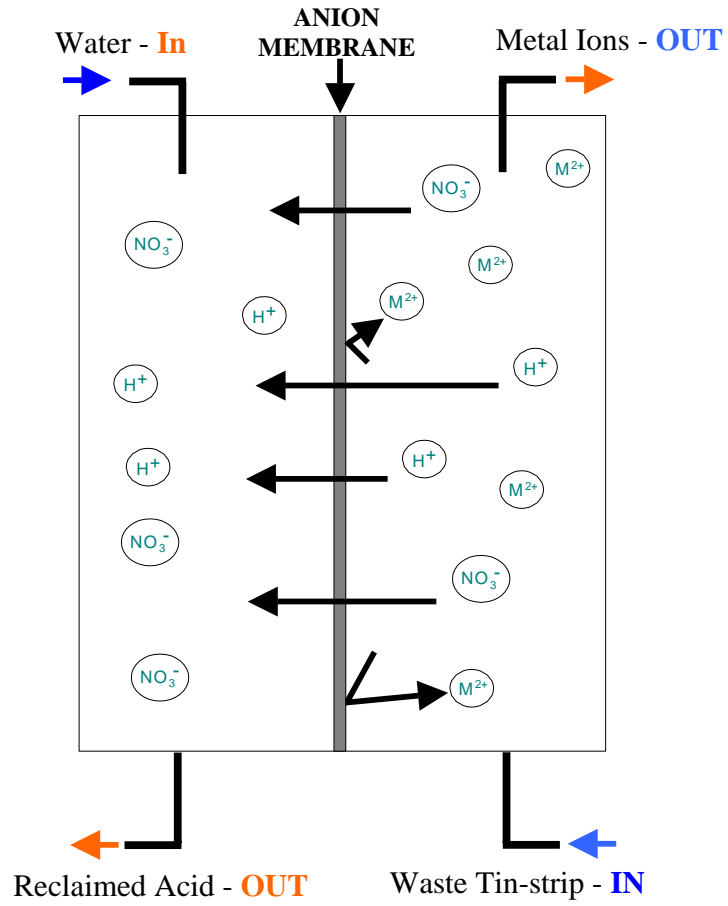 ANION
MEMBRANE
Water - In
Metal Ions - OUT
M²⁺
NO₃⁻
NO₃⁻
M²⁺
M²⁺
H⁺
H⁺
H⁺
H⁺
H⁺
M²⁺
NO₃⁻
NO₃⁻
NO₃⁻
M²⁺
Reclaimed Acid - OUT
Waste Tin-strip - IN